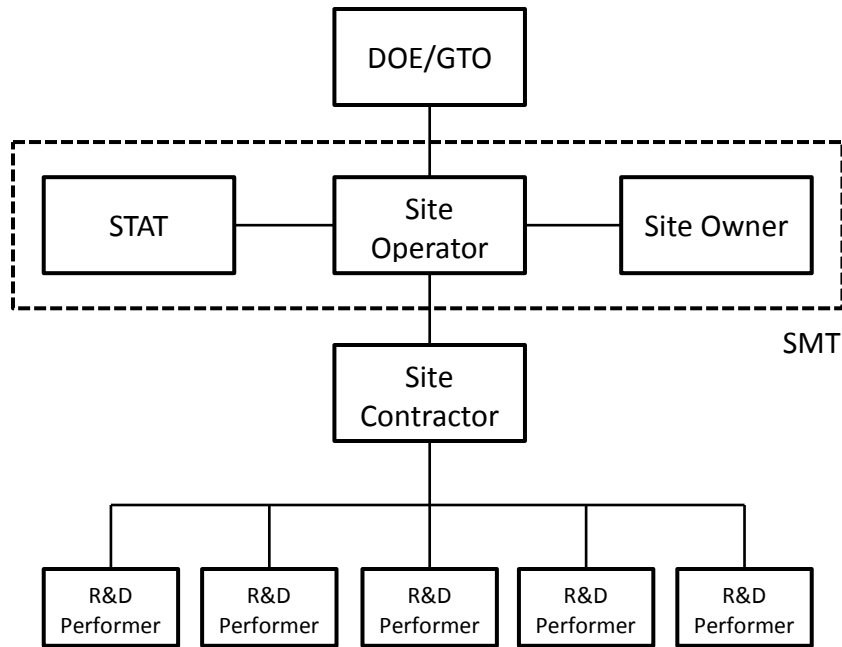 DOE/GTO
STAT
Site
Operator
Site Owner
SMT
Site
Contractor
R&D
Performer
R&D
Performer
R&D
Performer
R&D
Performer
R&D
Performer